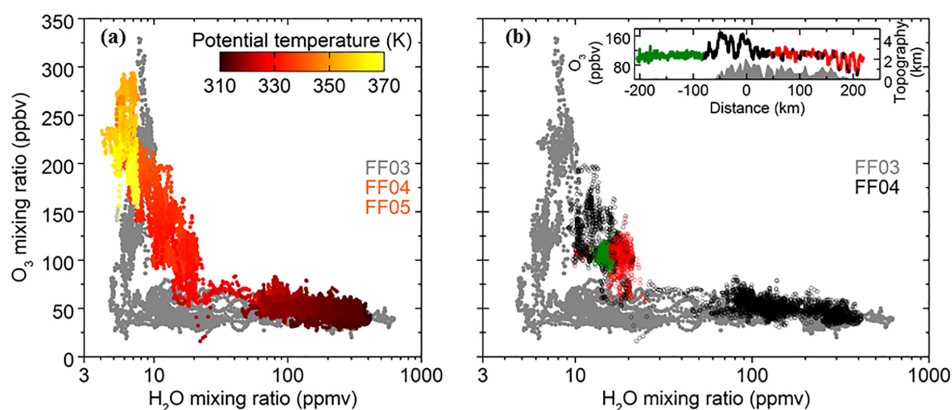 (a)
Potential temperature (K)
310 330 350 370
350
300
250
200
150
100
50
0
O3 mixing ratio (ppbv)
FF03
FF04
FF05
3 10 100 1000
H2O mixing ratio (ppmv)
(b)
160
80
O3
(ppbv)
4
2
0
Topography
(km)
-200 -100 0 100 200
Distance (km)
FF03
FF04
3 10 100 1000
H2O mixing ratio (ppmv)